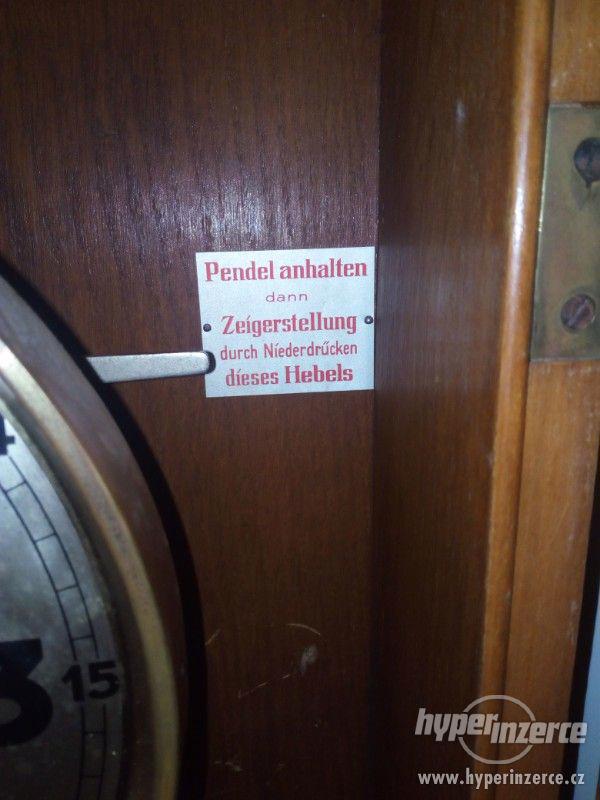 Pendel anhalten
dann
Zeigerstellung
durch Niederdrücken
dieses Hebels
4
3
15
hyperinzerce
www.hyperinzerce.cz